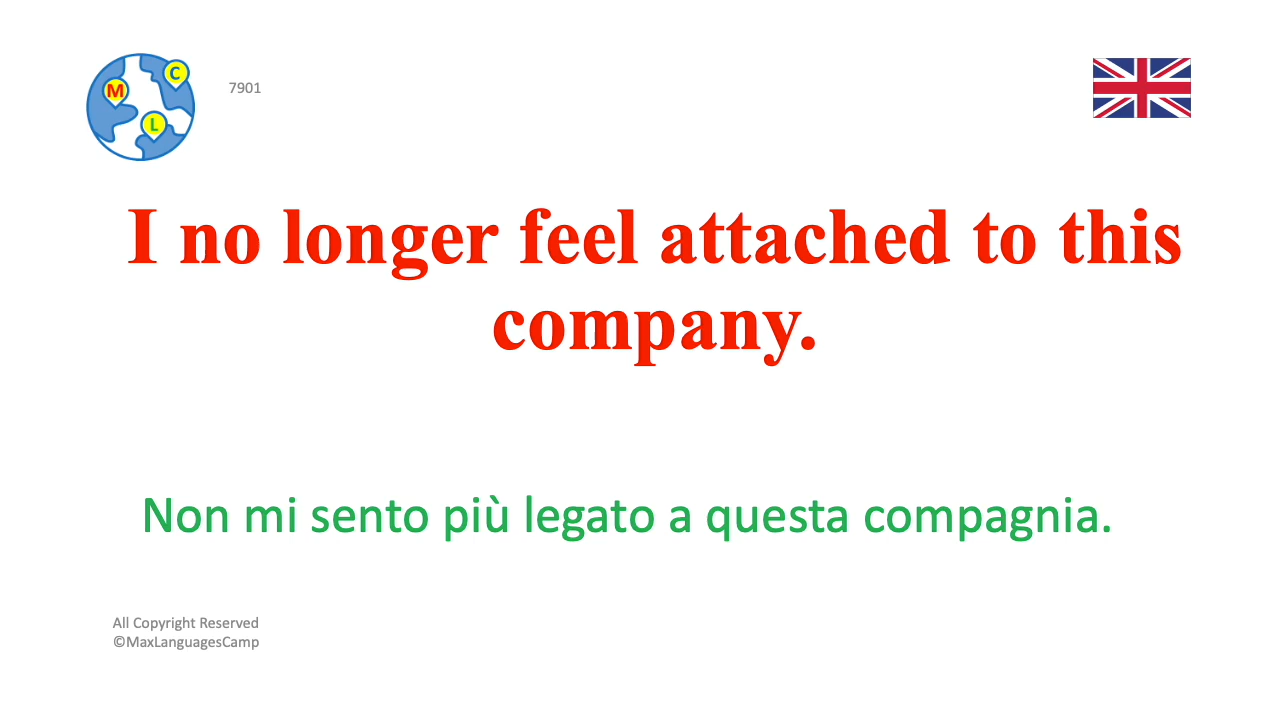 C
M
L
7901
I no longer feel attached to this
company.
Non mi sento più legato a questa compagnia.
All Copyright Reserved
©MaxLanguagesCamp